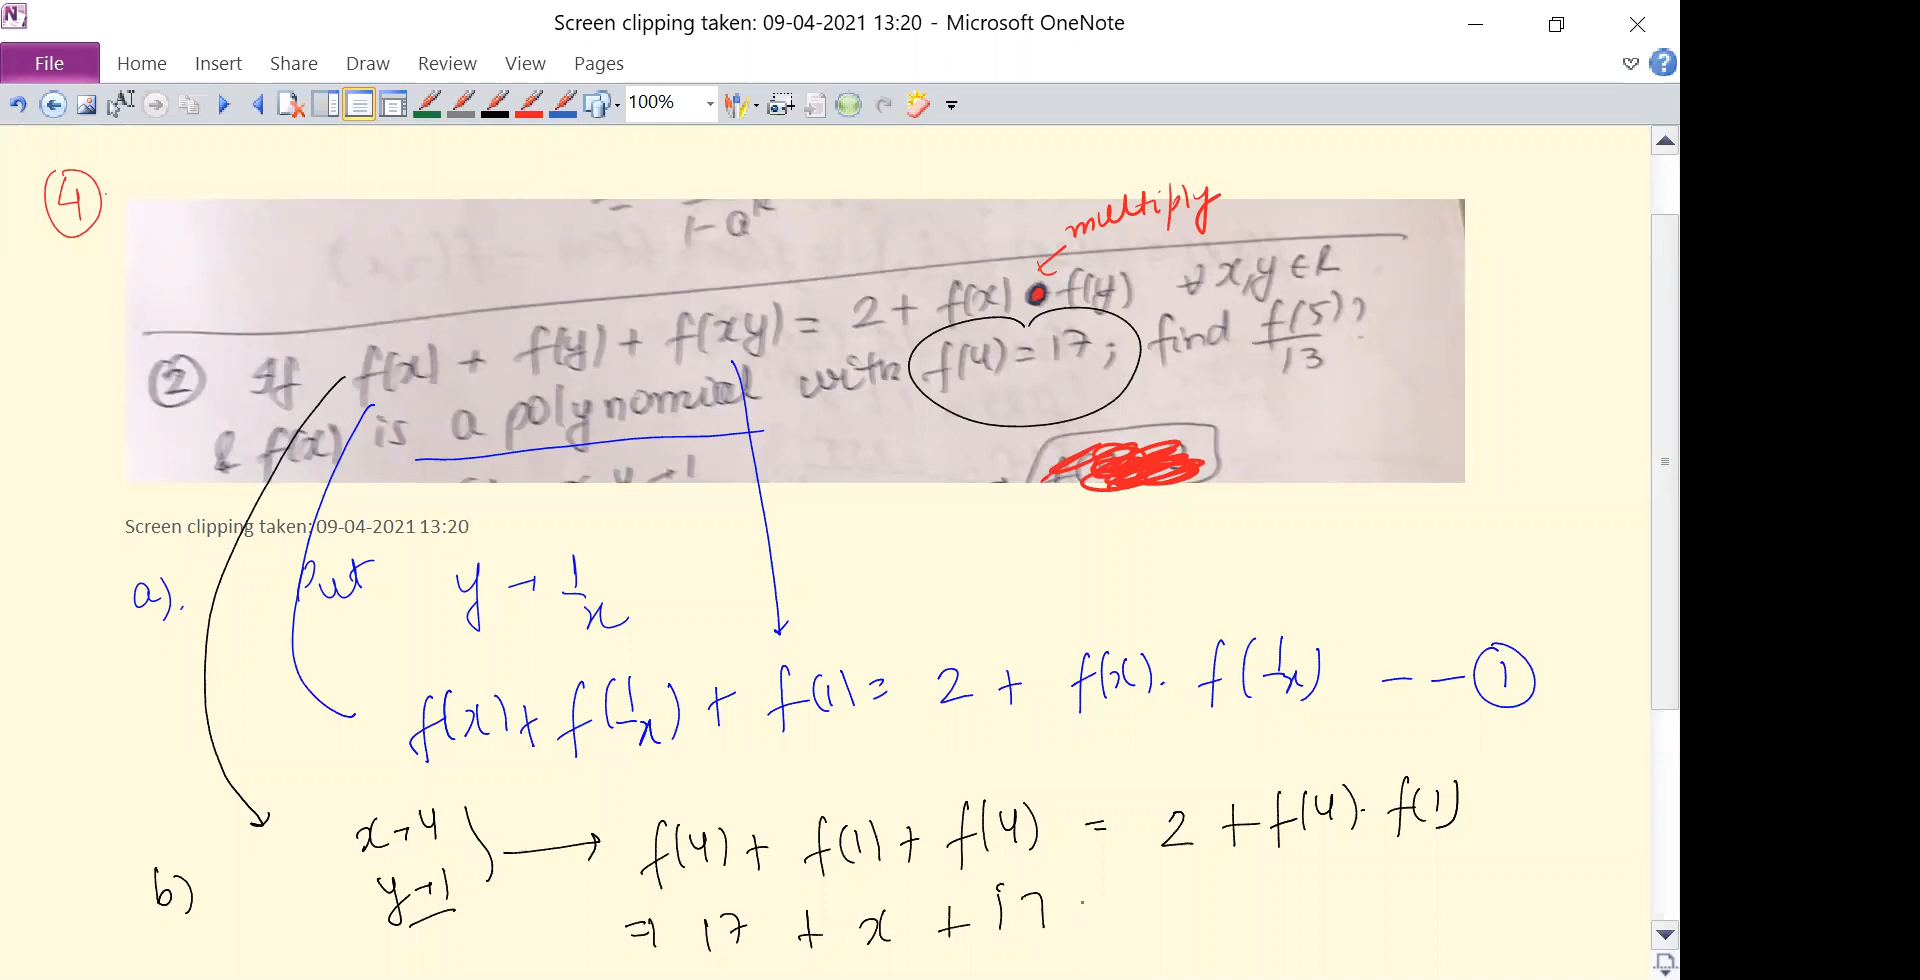 Screen clipping taken: 09-04-2021 13:20 - Microsoft OneNote
File Home Insert Share Draw Review View Pages
100%
4
multiply
1-a^k
② If f(x) + f(y) + f(xy) = 2 + f(x) • f(y) ∀ x,y ∈ R
& f(x) is a polynomial with f(4) = 17; find f(5)/13 ?
Screen clipping taken: 09-04-2021 13:20
a). Put y → 1/x
f(x) + f(1/x) + f(1) = 2 + f(x). f(1/x) --- ①
b) x→4
y→1
f(4) + f(1) + f(4) = 2 + f(4). f(1)
⇒ 17 + x + 17